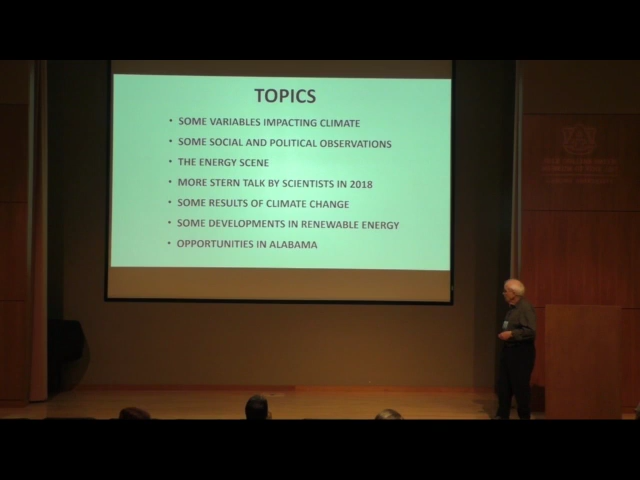 TOPICS
• SOME VARIABLES IMPACTING CLIMATE
• SOME SOCIAL AND POLITICAL OBSERVATIONS
• THE ENERGY SCENE
• MORE STERN TALK BY SCIENTISTS IN 2018
• SOME RESULTS OF CLIMATE CHANGE
• SOME DEVELOPMENTS IN RENEWABLE ENERGY
• OPPORTUNITIES IN ALABAMA